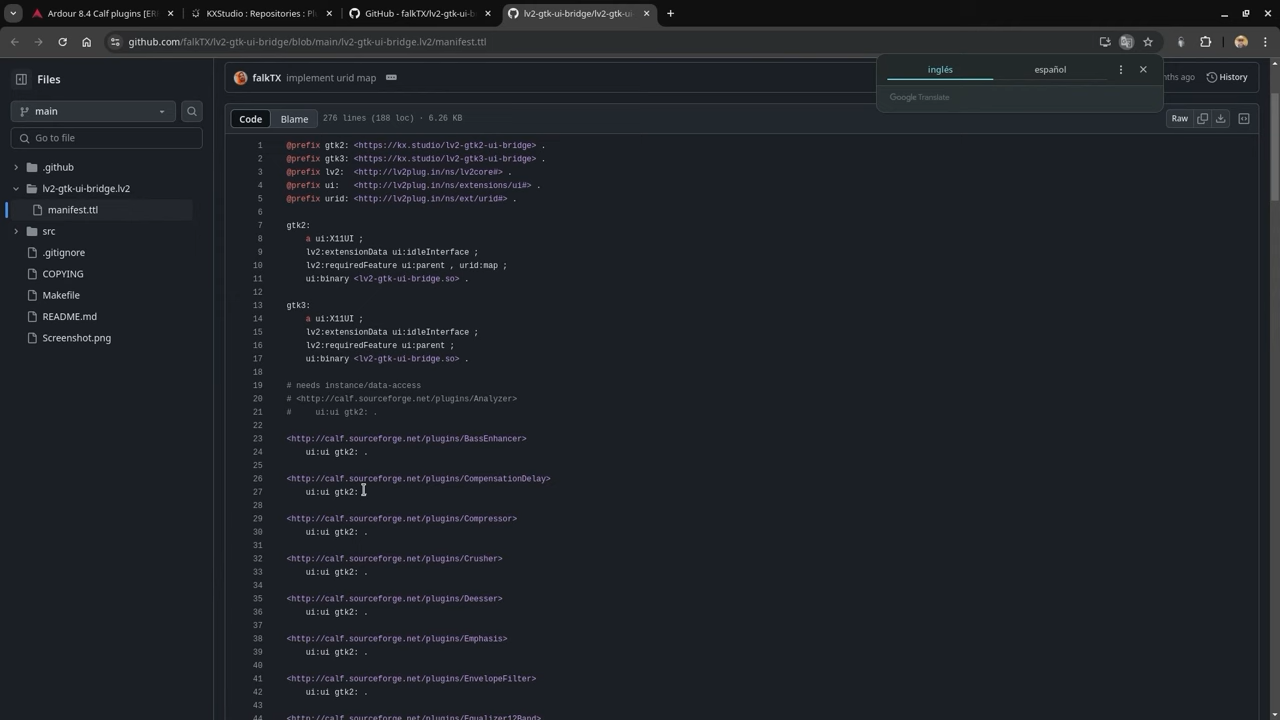 Ardour 8.4 Calf plugins [ER
KXStudio : Repositories : Pl
GitHub - falkTX/lv2-gtk-ui-b
lv2-gtk-ui-bridge/lv2-gtk-ui
github.com/falkTX/lv2-gtk-ui-bridge/blob/main/lv2-gtk-ui-bridge.lv2/manifest.ttl
inglés
español
Google Translate
Files
main
Go to file
.github
lv2-gtk-ui-bridge.lv2
manifest.ttl
src
.gitignore
COPYING
Makefile
README.md
Screenshot.png
falkTX implement urid map
nths ago
History
Code
Blame
276 lines (188 loc) · 6.26 KB
Raw
1 @prefix gtk2: <https://kx.studio/lv2-gtk2-ui-bridge> .
2 @prefix gtk3: <https://kx.studio/lv2-gtk3-ui-bridge> .
3 @prefix lv2:  <http://lv2plug.in/ns/lv2core#> .
4 @prefix ui:   <http://lv2plug.in/ns/extensions/ui#> .
5 @prefix urid: <http://lv2plug.in/ns/ext/urid#> .
6
7 gtk2:
8     a ui:X11UI ;
9     lv2:extensionData ui:idleInterface ;
10     lv2:requiredFeature ui:parent , urid:map ;
11     ui:binary <lv2-gtk-ui-bridge.so> .
12
13 gtk3:
14     a ui:X11UI ;
15     lv2:extensionData ui:idleInterface ;
16     lv2:requiredFeature ui:parent ;
17     ui:binary <lv2-gtk-ui-bridge.so> .
18
19 # needs instance/data-access
20 # <http://calf.sourceforge.net/plugins/Analyzer>
21 #     ui:ui gtk2: .
22
23 <http://calf.sourceforge.net/plugins/BassEnhancer>
24     ui:ui gtk2: .
25
26 <http://calf.sourceforge.net/plugins/CompensationDelay>
27     ui:ui gtk2:
28
29 <http://calf.sourceforge.net/plugins/Compressor>
30     ui:ui gtk2: .
31
32 <http://calf.sourceforge.net/plugins/Crusher>
33     ui:ui gtk2: .
34
35 <http://calf.sourceforge.net/plugins/Deesser>
36     ui:ui gtk2: .
37
38 <http://calf.sourceforge.net/plugins/Emphasis>
39     ui:ui gtk2: .
40
41 <http://calf.sourceforge.net/plugins/EnvelopeFilter>
42     ui:ui gtk2: .
43
44 <http://calf.sourceforge.net/plugins/Equalizer12Band>